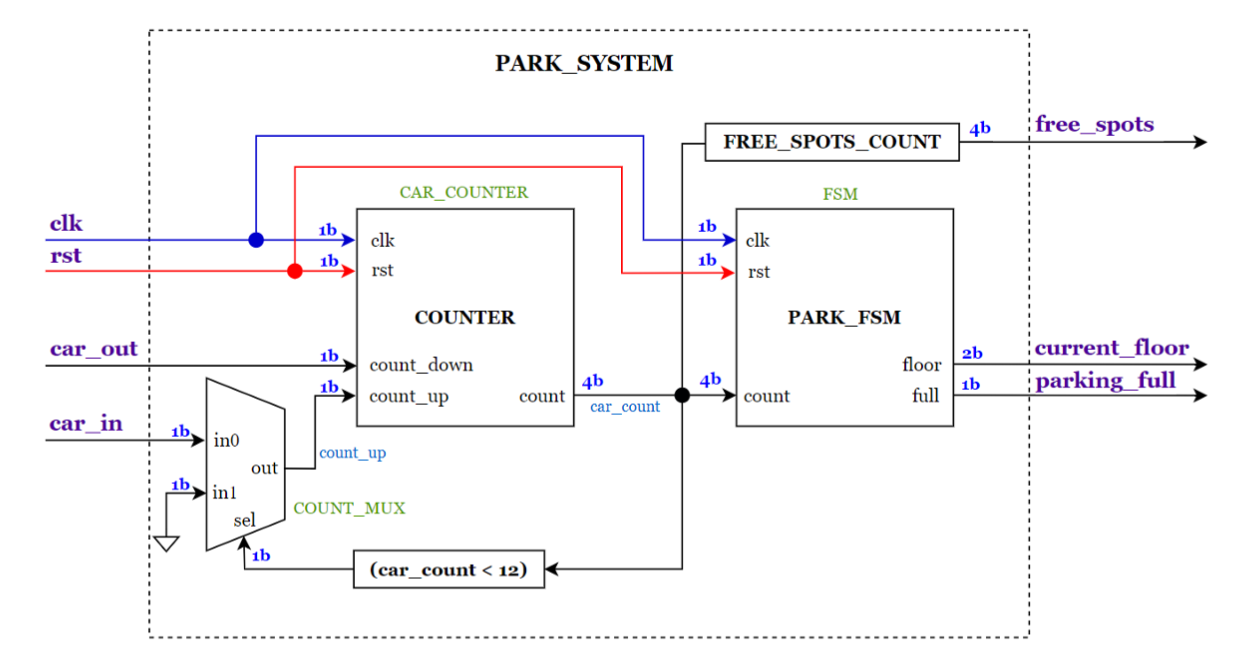 PARK_SYSTEM
free_spots
4b
FREE_SPOTS_COUNT
CAR_COUNTER
FSM
clk
1b
clk
1b
clk
rst
1b
rst
1b
rst
COUNTER
PARK_FSM
car_out
1b
count_down
floor
2b
current_floor
1b
count_up
count
4b
car_count
4b
count
full
1b
parking_full
car_in
1b
in0
out
count_up
1b
in1
sel
COUNT_MUX
1b
(car_count < 12)